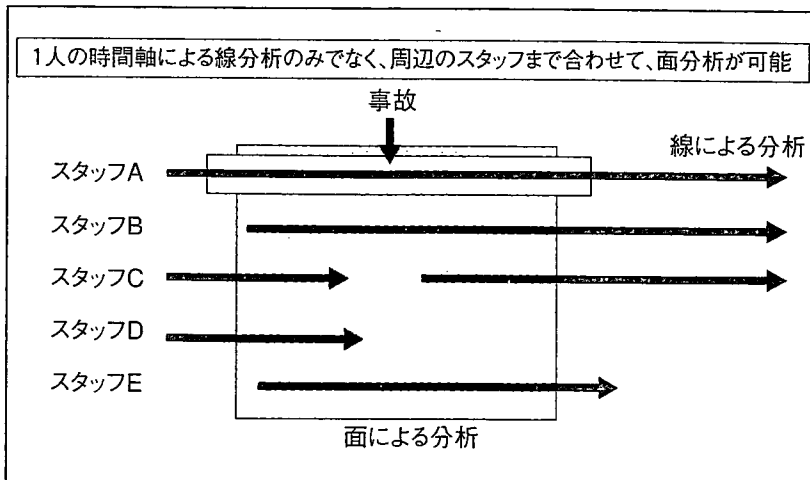 1人の時間軸による線分析のみでなく、周辺のスタッフまで合わせて、面分析が可能
事故
線による分析
スタッフA
スタッフB
スタッフC
スタッフD
スタッフE
面による分析